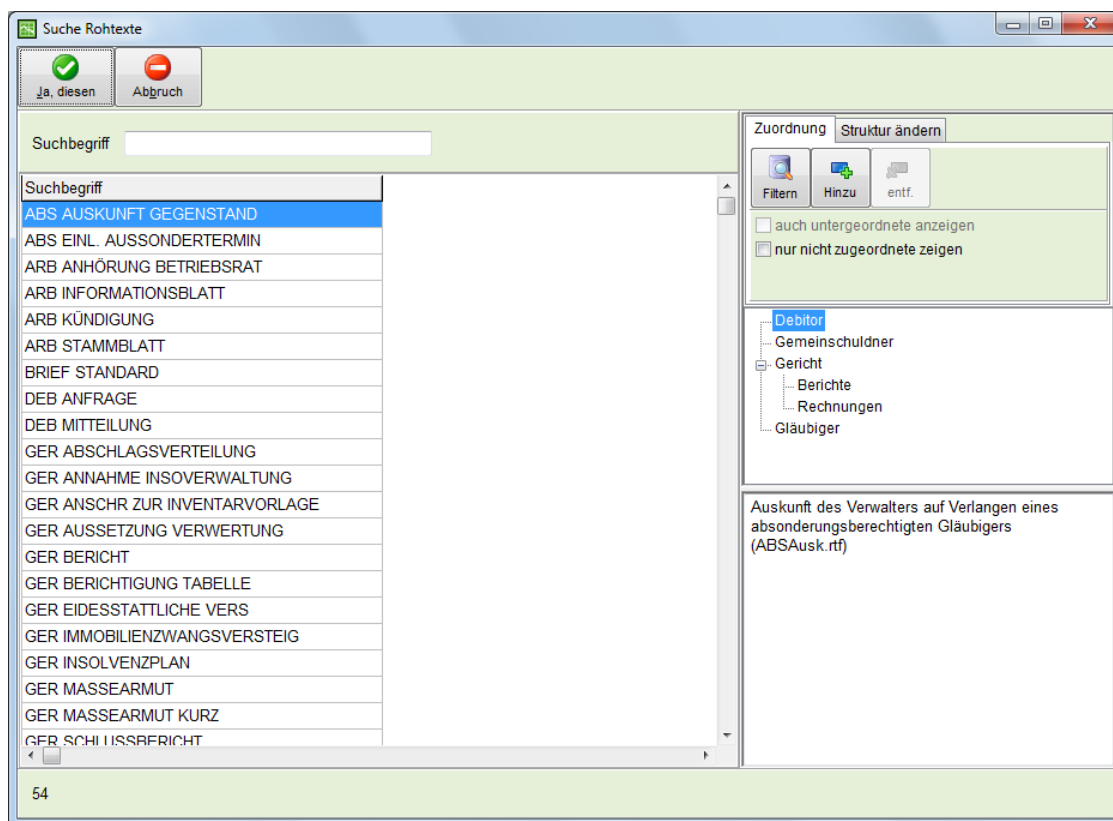 Suche Rohtexte
Ja, diesen
Abbruch
Suchbegriff
Suchbegriff
ABS AUSKUNFT GEGENSTAND
ABS EINL. AUSSONDERTERMIN
ARB ANHÖRUNG BETRIEBSRAT
ARB INFORMATIONSBLATT
ARB KÜNDIGUNG
ARB STAMMBLATT
BRIEF STANDARD
DEB ANFRAGE
DEB MITTEILUNG
GER ABSCHLAGSVERTEILUNG
GER ANNAHME INSOVERWALTUNG
GER ANSCHR ZUR INVENTARVORLAGE
GER AUSSETZUNG VERWERTUNG
GER BERICHT
GER BERICHTIGUNG TABELLE
GER EIDESSTATTLICHE VERS
GER IMMOBILIENZWANGSVERSTEIG
GER INSOLVENZPLAN
GER MASSEARMUT
GER MASSEARMUT KURZ
GER SCHLUSSBERICHT
Zuordnung
Struktur ändern
Filtern
Hinzu
entf.
auch untergeordnete anzeigen
nur nicht zugeordnete zeigen
Debitor
Gemeinschuldner
Gericht
Berichte
Rechnungen
Gläubiger
Auskunft des Verwalters auf Verlangen eines
absonderungsberechtigten Gläubigers
(ABSAusk.rtf)
54